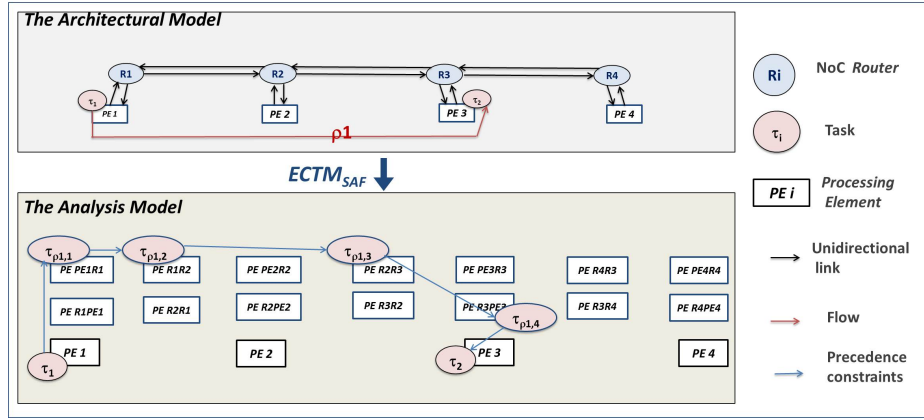 The Architectural Model
R1 R2 R3 R4
τ1 PE 1 PE 2 PE 3 τ2 PE 4
ρ1
ECTM_SAF
The Analysis Model
τρ1,1 τρ1,2 τρ1,3
PE PE1R1 PE R1R2 PE PE2R2 PE R2R3 PE PE3R3 PE R4R3 PE PE4R4
PE R1PE1 PE R2R1 PE R2PE2 PE R3R2 PE R3PE3 PE R3R4 PE R4PE4
τρ1,4
τ1 PE 1 PE 2 τ2 PE 3 PE 4
Ri NoC Router
τi Task
PE i Processing
Element
Unidirectional
link
Flow
Precedence
constraints